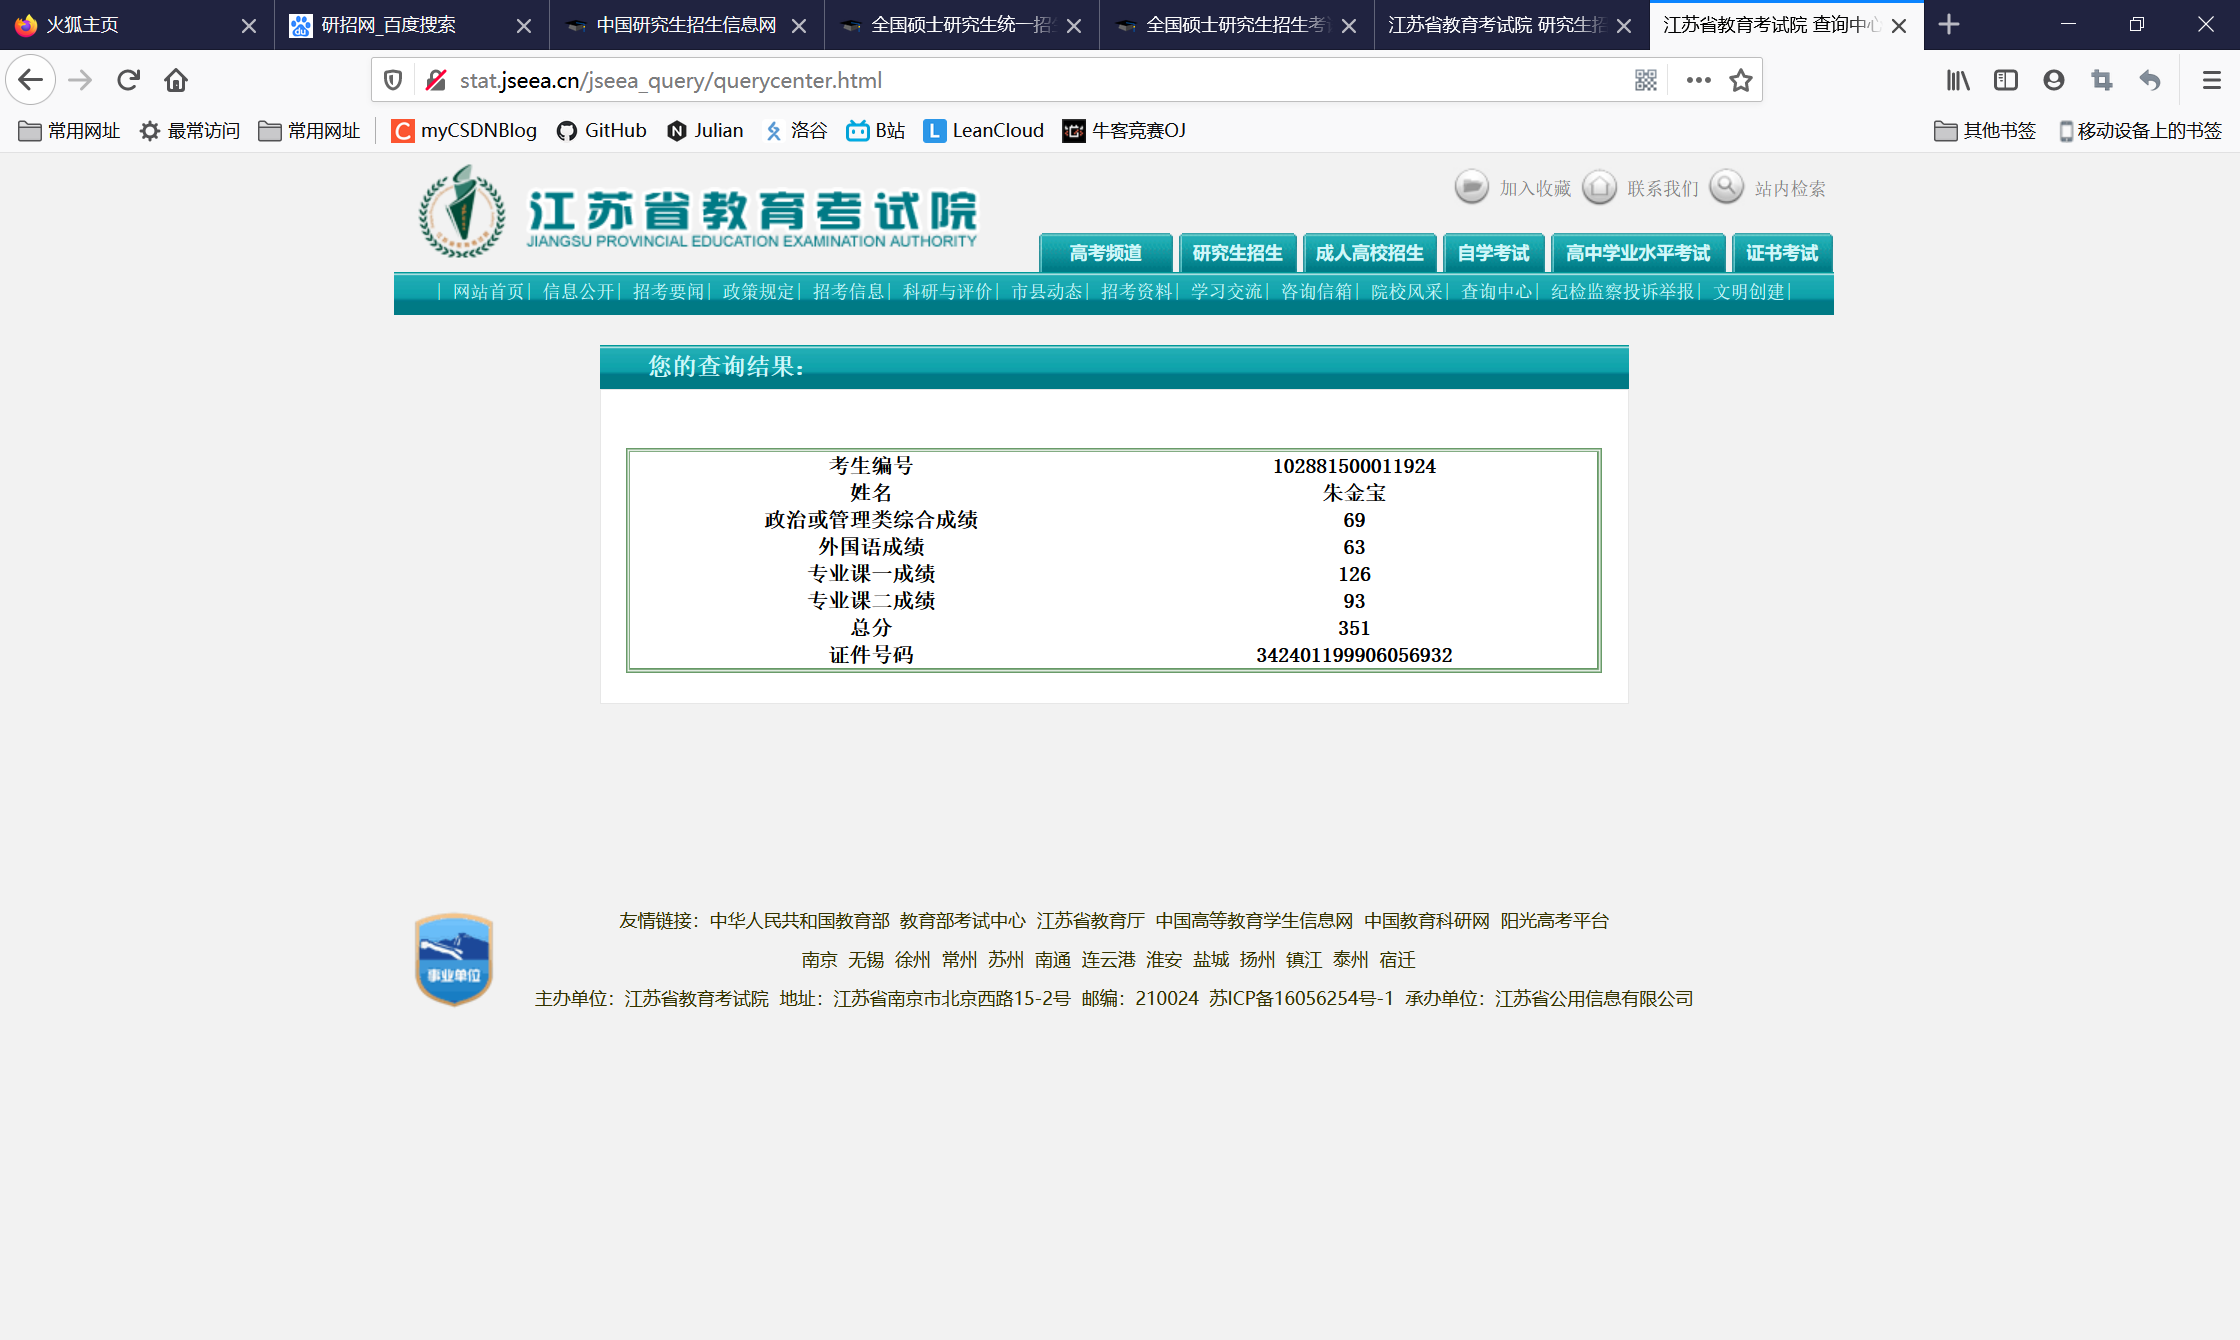 火狐主页
研招网_百度搜索
中国研究生招生信息网
全国硕士研究生统一招
全国硕士研究生招生考
江苏省教育考试院 研究生招
江苏省教育考试院 查询中心
stat.jseea.cn/jseea_query/querycenter.html
常用网址 最常访问 常用网址 myCSDNBlog GitHub Julian 洛谷 B站 LeanCloud 牛客竞赛OJ 其他书签 移动设备上的书签
江苏省教育考试院
JIANGSU PROVINCIAL EDUCATION EXAMINATION AUTHORITY
加入收藏 联系我们 站内检索
高考频道 研究生招生 成人高校招生 自学考试 高中学业水平考试 证书考试
| 网站首页| 信息公开| 招考要闻| 政策规定| 招考信息| 科研与评价| 市县动态| 招考资料| 学习交流| 咨询信箱| 院校风采| 查询中心| 纪检监察投诉举报| 文明创建|
您的查询结果：
考生编号 102881500011924
姓名 朱金宝
政治或管理类综合成绩 69
外国语成绩 63
专业课一成绩 126
专业课二成绩 93
总分 351
证件号码 342401199906056932
友情链接：中华人民共和国教育部 教育部考试中心 江苏省教育厅 中国高等教育学生信息网 中国教育科研网 阳光高考平台
南京 无锡 徐州 常州 苏州 南通 连云港 淮安 盐城 扬州 镇江 泰州 宿迁
事业单位
主办单位：江苏省教育考试院 地址：江苏省南京市北京西路15-2号 邮编：210024 苏ICP备16056254号-1 承办单位：江苏省公用信息有限公司